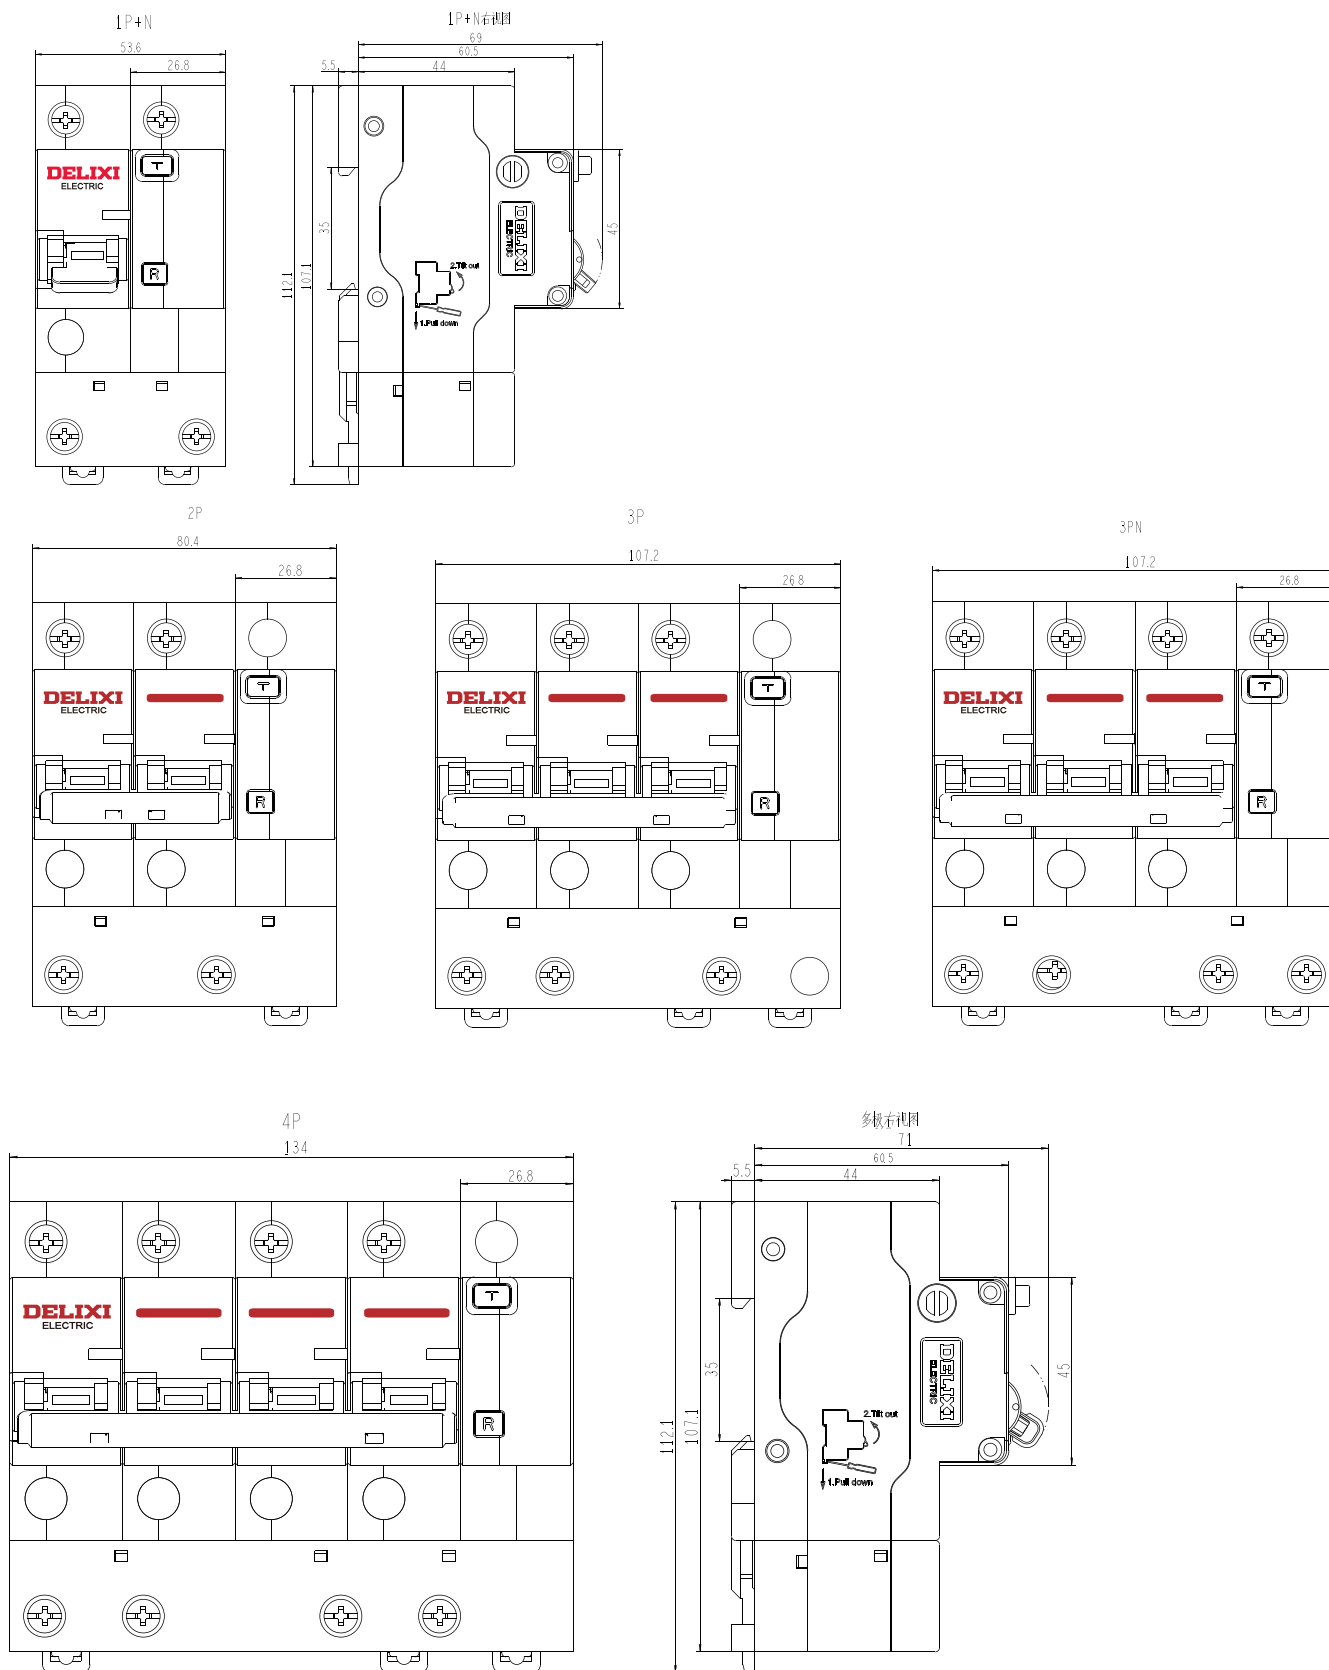 1P+N
53.6
26.8
DELIXI
ELECTRIC
T
R
1P+N右视图
69
60.5
5.5
44
35
45
112.1
107.1
DELIXI
ELECTRIC
2.Tilt out
1.Pull down
2P
80.4
26.8
DELIXI
ELECTRIC
T
R
3P
107.2
26.8
DELIXI
ELECTRIC
T
R
3PN
107.2
26.8
DELIXI
ELECTRIC
T
R
4P
134
26.8
DELIXI
ELECTRIC
T
R
多极右视图
71
60.5
5.5
44
35
45
112.1
107.1
DELIXI
ELECTRIC
2.Tilt out
1.Pull down